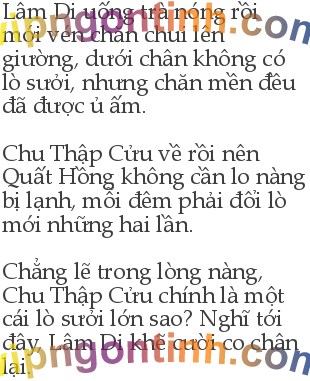 Lâm Di uống trà nóng rồi
mới vén chăn chui lên
giường, dưới chân không có
lò sưởi, nhưng chăn mền đều
đã được ủ ấm.
Chu Thập Cửu về rồi nên
Quất Hồng không cần lo nàng
bị lạnh, mỗi đêm phải đổi lò
mới những hai lần.
Chẳng lẽ trong lòng nàng,
Chu Thập Cửu chính là một
cái lò sưởi lớn sao? Nghĩ tới
đây, Lâm Di khẽ cười co chân
lại.
vipngontinh.com
vipngontinh.com